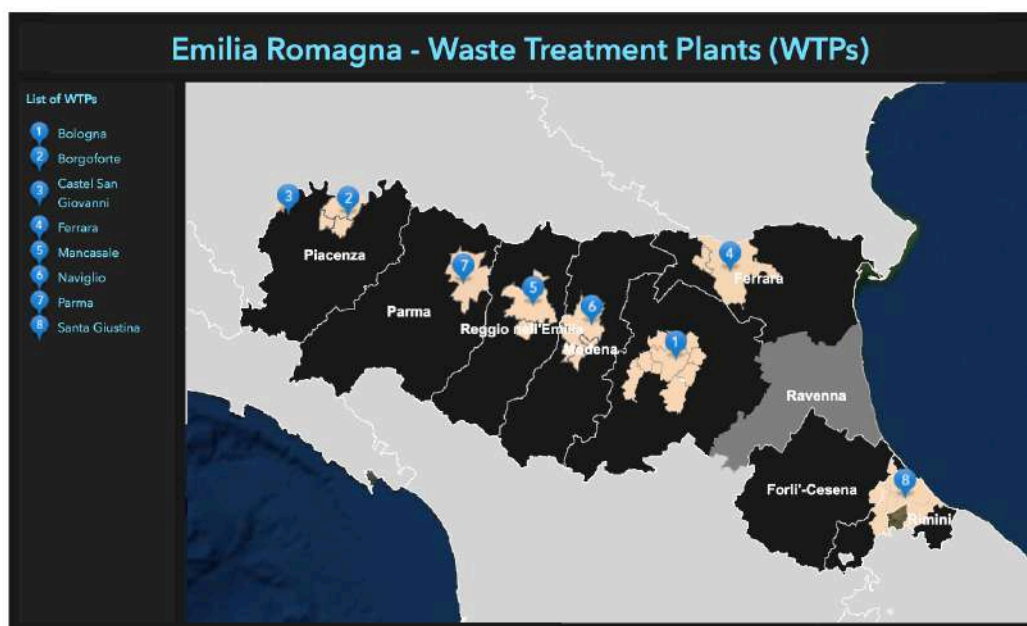 Emilia Romagna - Waste Treatment Plants (WTPs)
List of WTPs
1 Bologna
2 Borgoforte
3 Castel San
Giovanni
4 Ferrara
5 Mancasale
6 Naviglio
7 Parma
8 Santa Giustina
3
2
Piacenza
7
4
Ferrara
Parma
5
6
Reggio nell'Emilia
Modena
1
Ravenna
Forli'-Cesena
8
Rimini